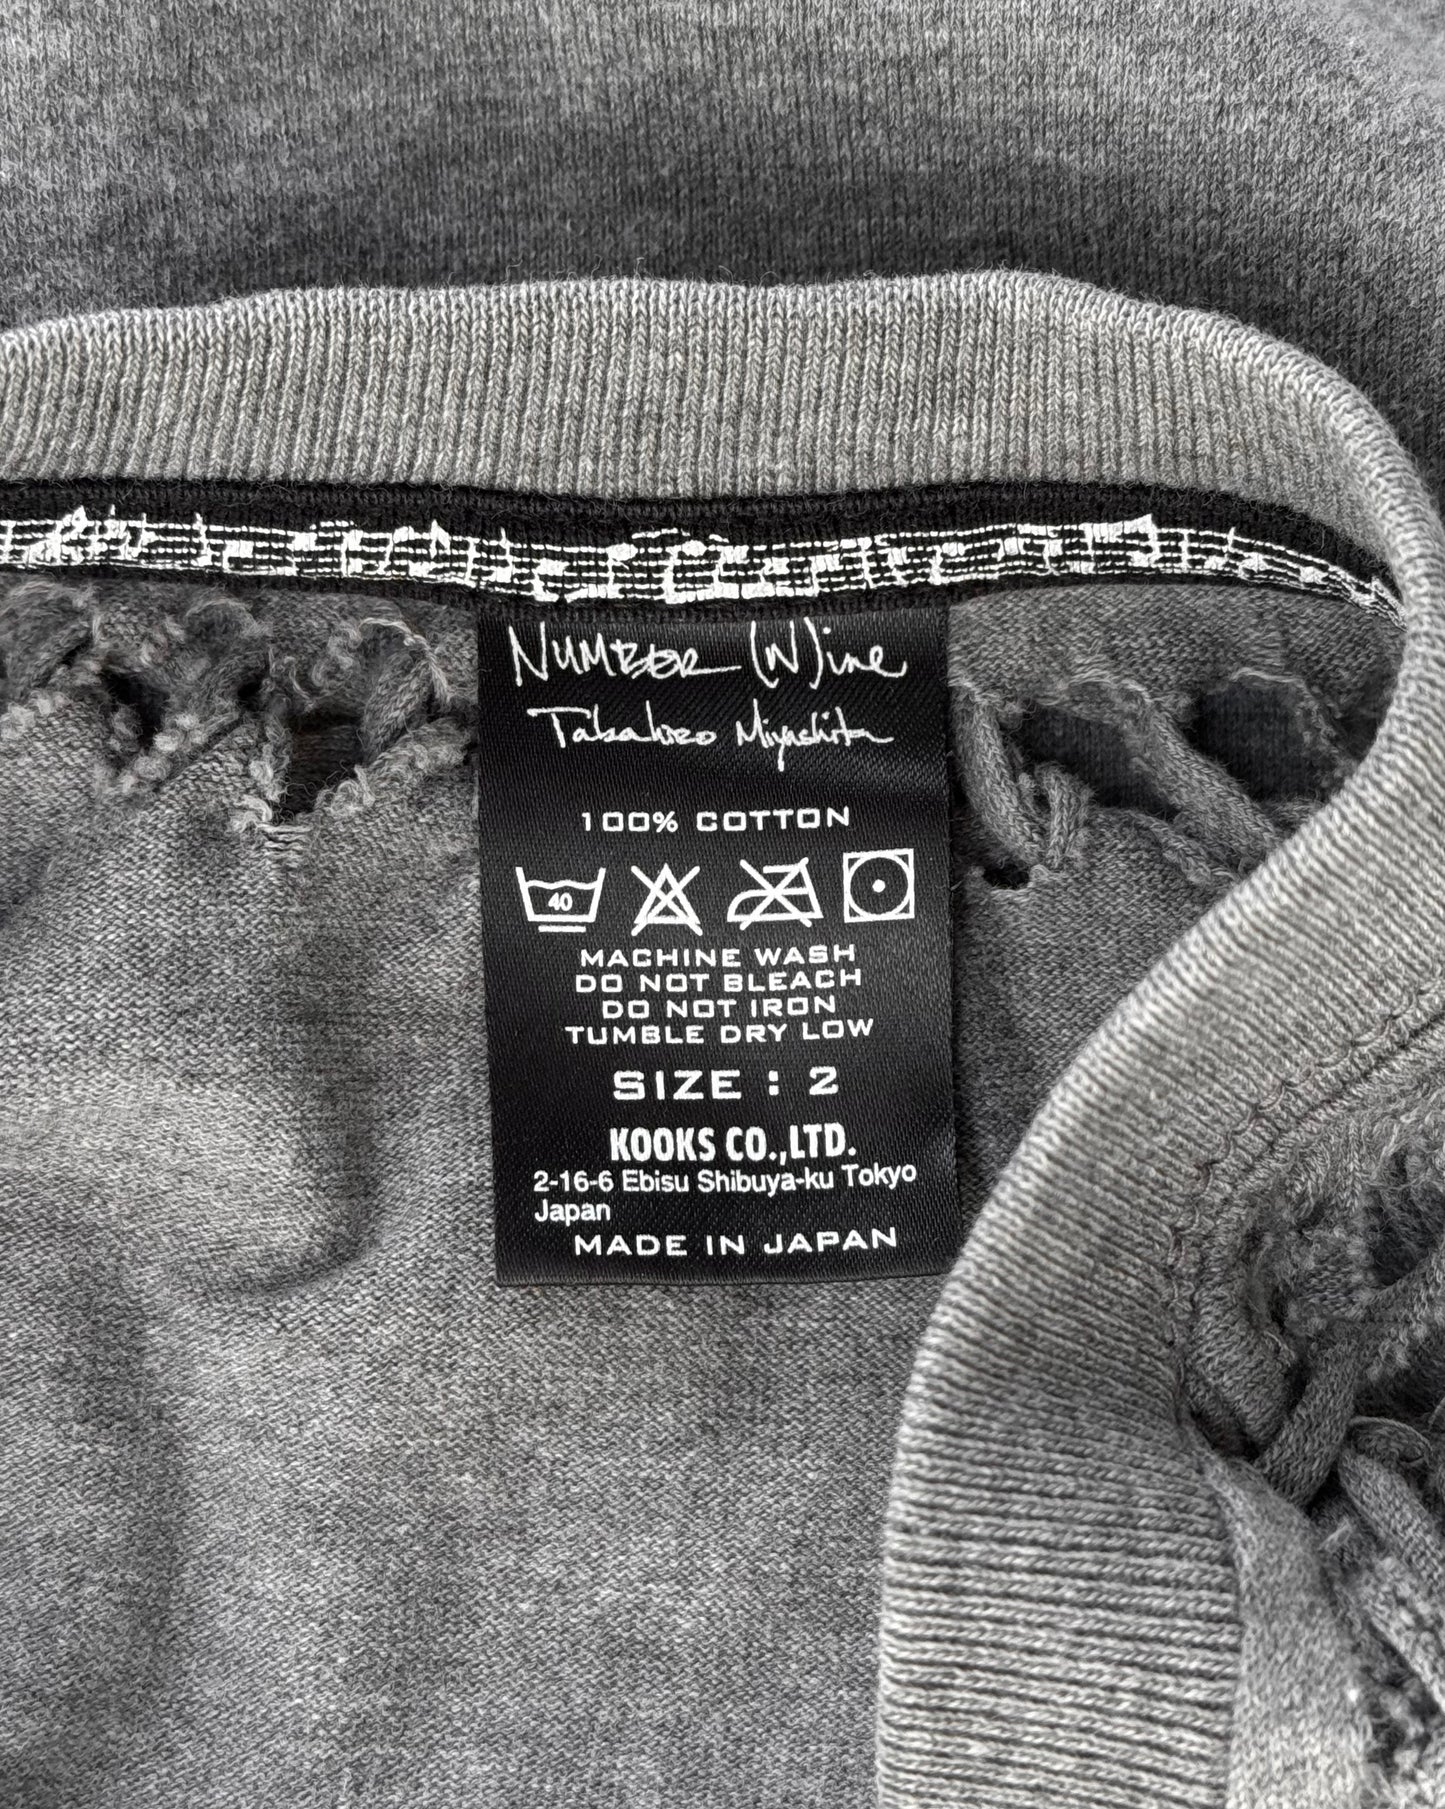 NUMBER (N)ine
Takahiro Miyashita
100% COTTON
40
MACHINE WASH
DO NOT BLEACH
DO NOT IRON
TUMBLE DRY LOW
SIZE : 2
KOOKS CO.,LTD.
2-16-6 Ebisu Shibuya-ku Tokyo
Japan
MADE IN JAPAN